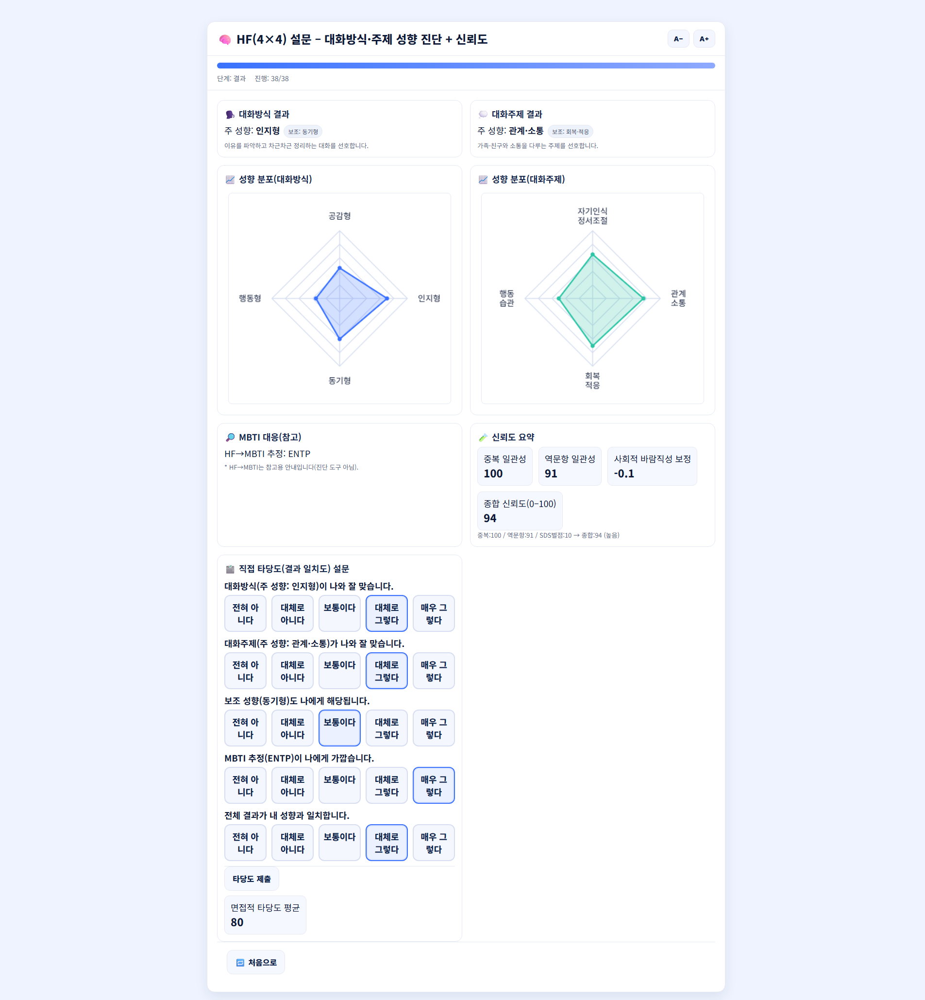 HF(4×4) 설문 – 대화방식·주제 성향 진단 + 신뢰도
A− A+
단계: 결과 진행: 38/38
대화방식 결과
주 성향: 인지형 보조: 동기형
이유를 파악하고 차근차근 정리하는 대화를 선호합니다.
대화주제 결과
주 성향: 관계·소통 보조: 회복·적응
가족·친구와 소통을 다루는 주제를 선호합니다.
성향 분포(대화방식)
공감형
행동형
인지형
동기형
성향 분포(대화주제)
자기인식
정서조절
행동
습관
관계
소통
회복
적응
MBTI 대응(참고)
HF→MBTI 추정: ENTP
* HF→MBTI는 참고용 안내입니다(진단 도구 아님).
신뢰도 요약
중복 일관성
100
역문항 일관성
91
사회적 바람직성 보정
-0.1
종합 신뢰도(0–100)
94
중복:100 / 역문항:91 / SDS벌점:10 → 종합:94 (높음)
직접 타당도(결과 일치도) 설문
대화방식(주 성향: 인지형)이 나와 잘 맞습니다.
전혀 아 대체로 보통이다 대체로 매우 그
니다 아니다 그렇다 렇다
대화주제(주 성향: 관계·소통)가 나와 잘 맞습니다.
전혀 아 대체로 보통이다 대체로 매우 그
니다 아니다 그렇다 렇다
보조 성향(동기형)도 나에게 해당됩니다.
전혀 아 대체로 보통이다 대체로 매우 그
니다 아니다 그렇다 렇다
MBTI 추정(ENTP)이 나에게 가깝습니다.
전혀 아 대체로 보통이다 대체로 매우 그
니다 아니다 그렇다 렇다
전체 결과가 내 성향과 일치합니다.
전혀 아 대체로 보통이다 대체로 매우 그
니다 아니다 그렇다 렇다
타당도 제출
면접적 타당도 평균
80
처음으로